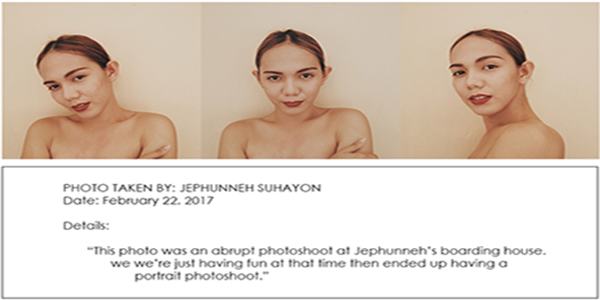 PHOTO TAKEN BY: JEPHUNNEH SUHAYON
Date: February 22, 2017
Details:
“This photo was an abrupt photoshoot at Jephunneh’s boarding house.
we we’re just having fun at that time then ended up having a
portrait photoshoot.”